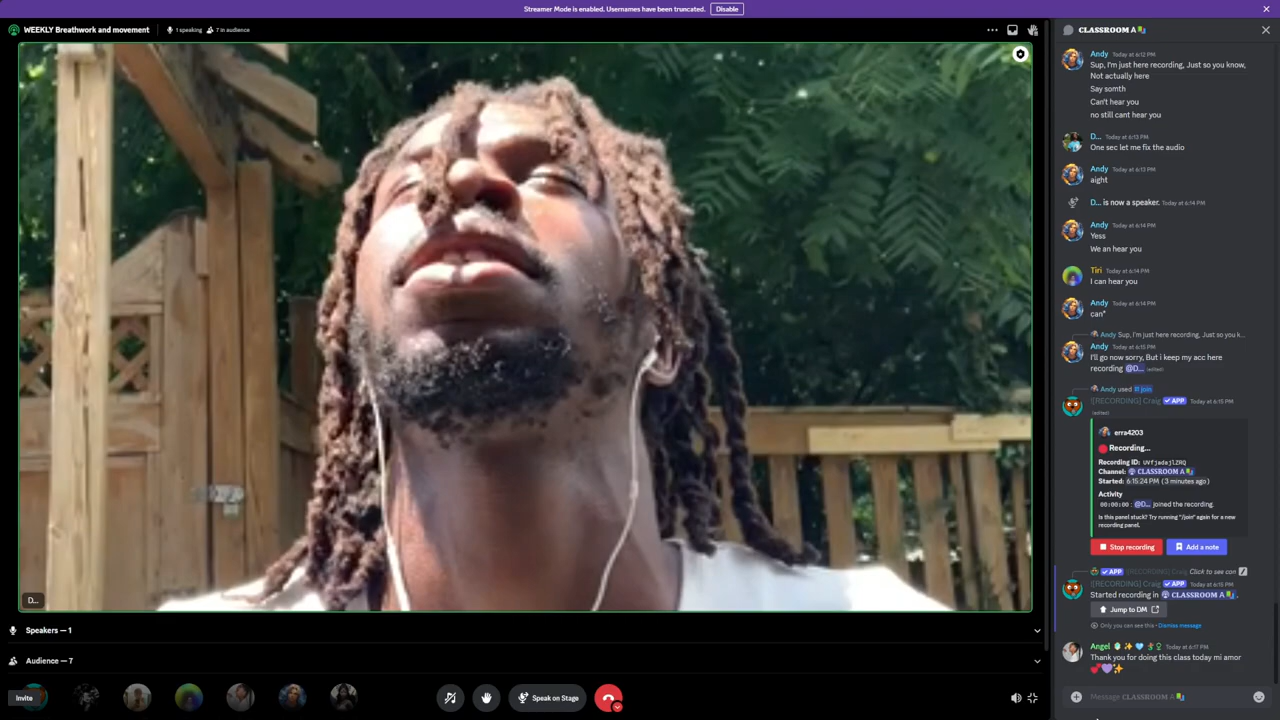 Streamer Mode is enabled. Usernames have been truncated.
Disable
WEEKLY Breathwork and movement
1 speaking
7 in audience
D...
Speakers — 1
Audience — 7
Invite
Speak on Stage
CLASSROOM A
Andy Today at 6:12 PM
Sup, I'm just here recording, Just so you know,
Not actually here
Say somth
Can't hear you
no still cant hear you
D... Today at 6:13 PM
One sec let me fix the audio
Andy Today at 6:13 PM
aight
D... is now a speaker. Today at 6:14 PM
Andy Today at 6:14 PM
Yess
We an hear you
Tiri Today at 6:14 PM
I can hear you
Andy Today at 6:14 PM
can*
Andy Sup, I'm just here recording, Just so you k...
Andy Today at 6:15 PM
I'll go now sorry, But i keep my acc here
recording @D... (edited)
Andy used join
![RECORDING] Craig APP Today at 6:15 PM
(edited)
erra4203
Recording...
Recording ID: UVfjadajlZRQ
Channel: CLASSROOM A
Started: 6:15:24 PM (3 minutes ago)
Activity
00:00:00 : @D... joined the recording.
Is this panel stuck? Try running "/join" again for a new
recording panel.
Stop recording
Add a note
APP ![RECORDING] Craig Click to see con
![RECORDING] Craig APP Today at 6:15 PM
Started recording in CLASSROOM A .
Jump to DM
Only you can see this • Dismiss message
Angel Today at 6:17 PM
Thank you for doing this class today mi amor
Message CLASSROOM A